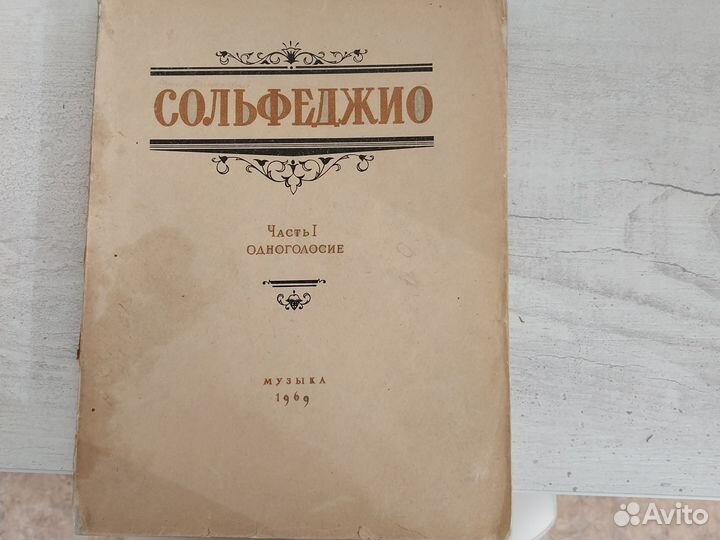 СОЛЬФЕДЖИО
Часть I
одноголосие
МУЗЫКА
1969
Avito